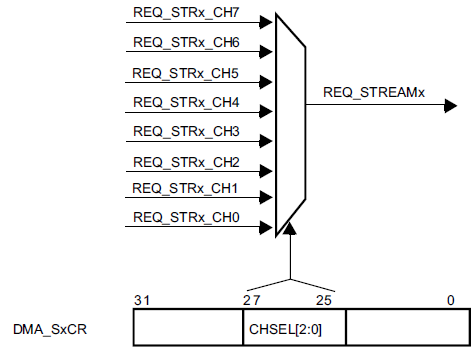 REQ_STRx_CH7
REQ_STRx_CH6
REQ_STRx_CH5
REQ_STRx_CH4
REQ_STREAMx
REQ_STRx_CH3
REQ_STRx_CH2
REQ_STRx_CH1
REQ_STRx_CH0
31 27 25 0
DMA_SxCR CHSEL[2:0]